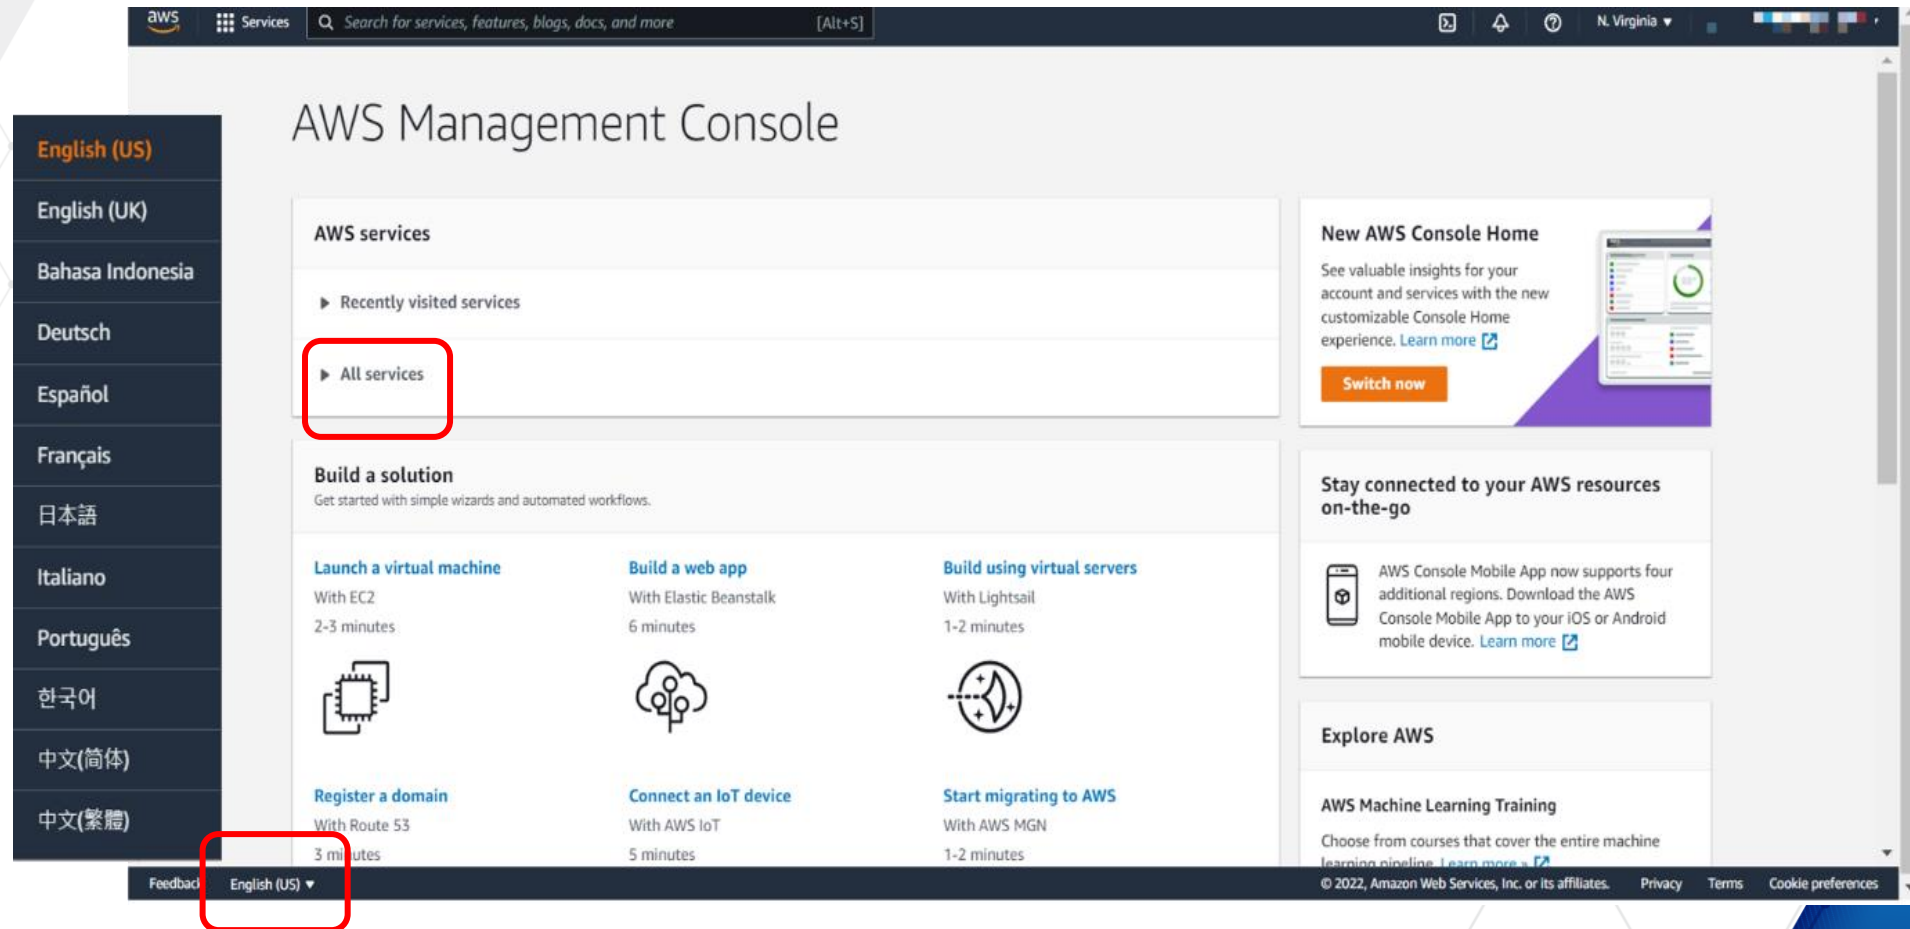 aws
Services
Search for services, features, blogs, docs, and more
[Alt+S]
N. Virginia
AWS Management Console
English (US)
English (UK)
Bahasa Indonesia
Deutsch
Español
Français
日本語
Italiano
Português
한국어
中文(简体)
中文(繁體)
AWS services
Recently visited services
All services
Build a solution
Get started with simple wizards and automated workflows.
Launch a virtual machine
With EC2
2-3 minutes
Build a web app
With Elastic Beanstalk
6 minutes
Build using virtual servers
With Lightsail
1-2 minutes
Register a domain
With Route 53
3 minutes
Connect an IoT device
With AWS IoT
5 minutes
Start migrating to AWS
With AWS MGN
1-2 minutes
New AWS Console Home
See valuable insights for your
account and services with the new
customizable Console Home
experience. Learn more
Switch now
Stay connected to your AWS resources
on-the-go
AWS Console Mobile App now supports four
additional regions. Download the AWS
Console Mobile App to your iOS or Android
mobile device. Learn more
Explore AWS
AWS Machine Learning Training
Choose from courses that cover the entire machine
learning pipeline. Learn more »
Feedback
English (US)
© 2022, Amazon Web Services, Inc. or its affiliates.
Privacy
Terms
Cookie preferences